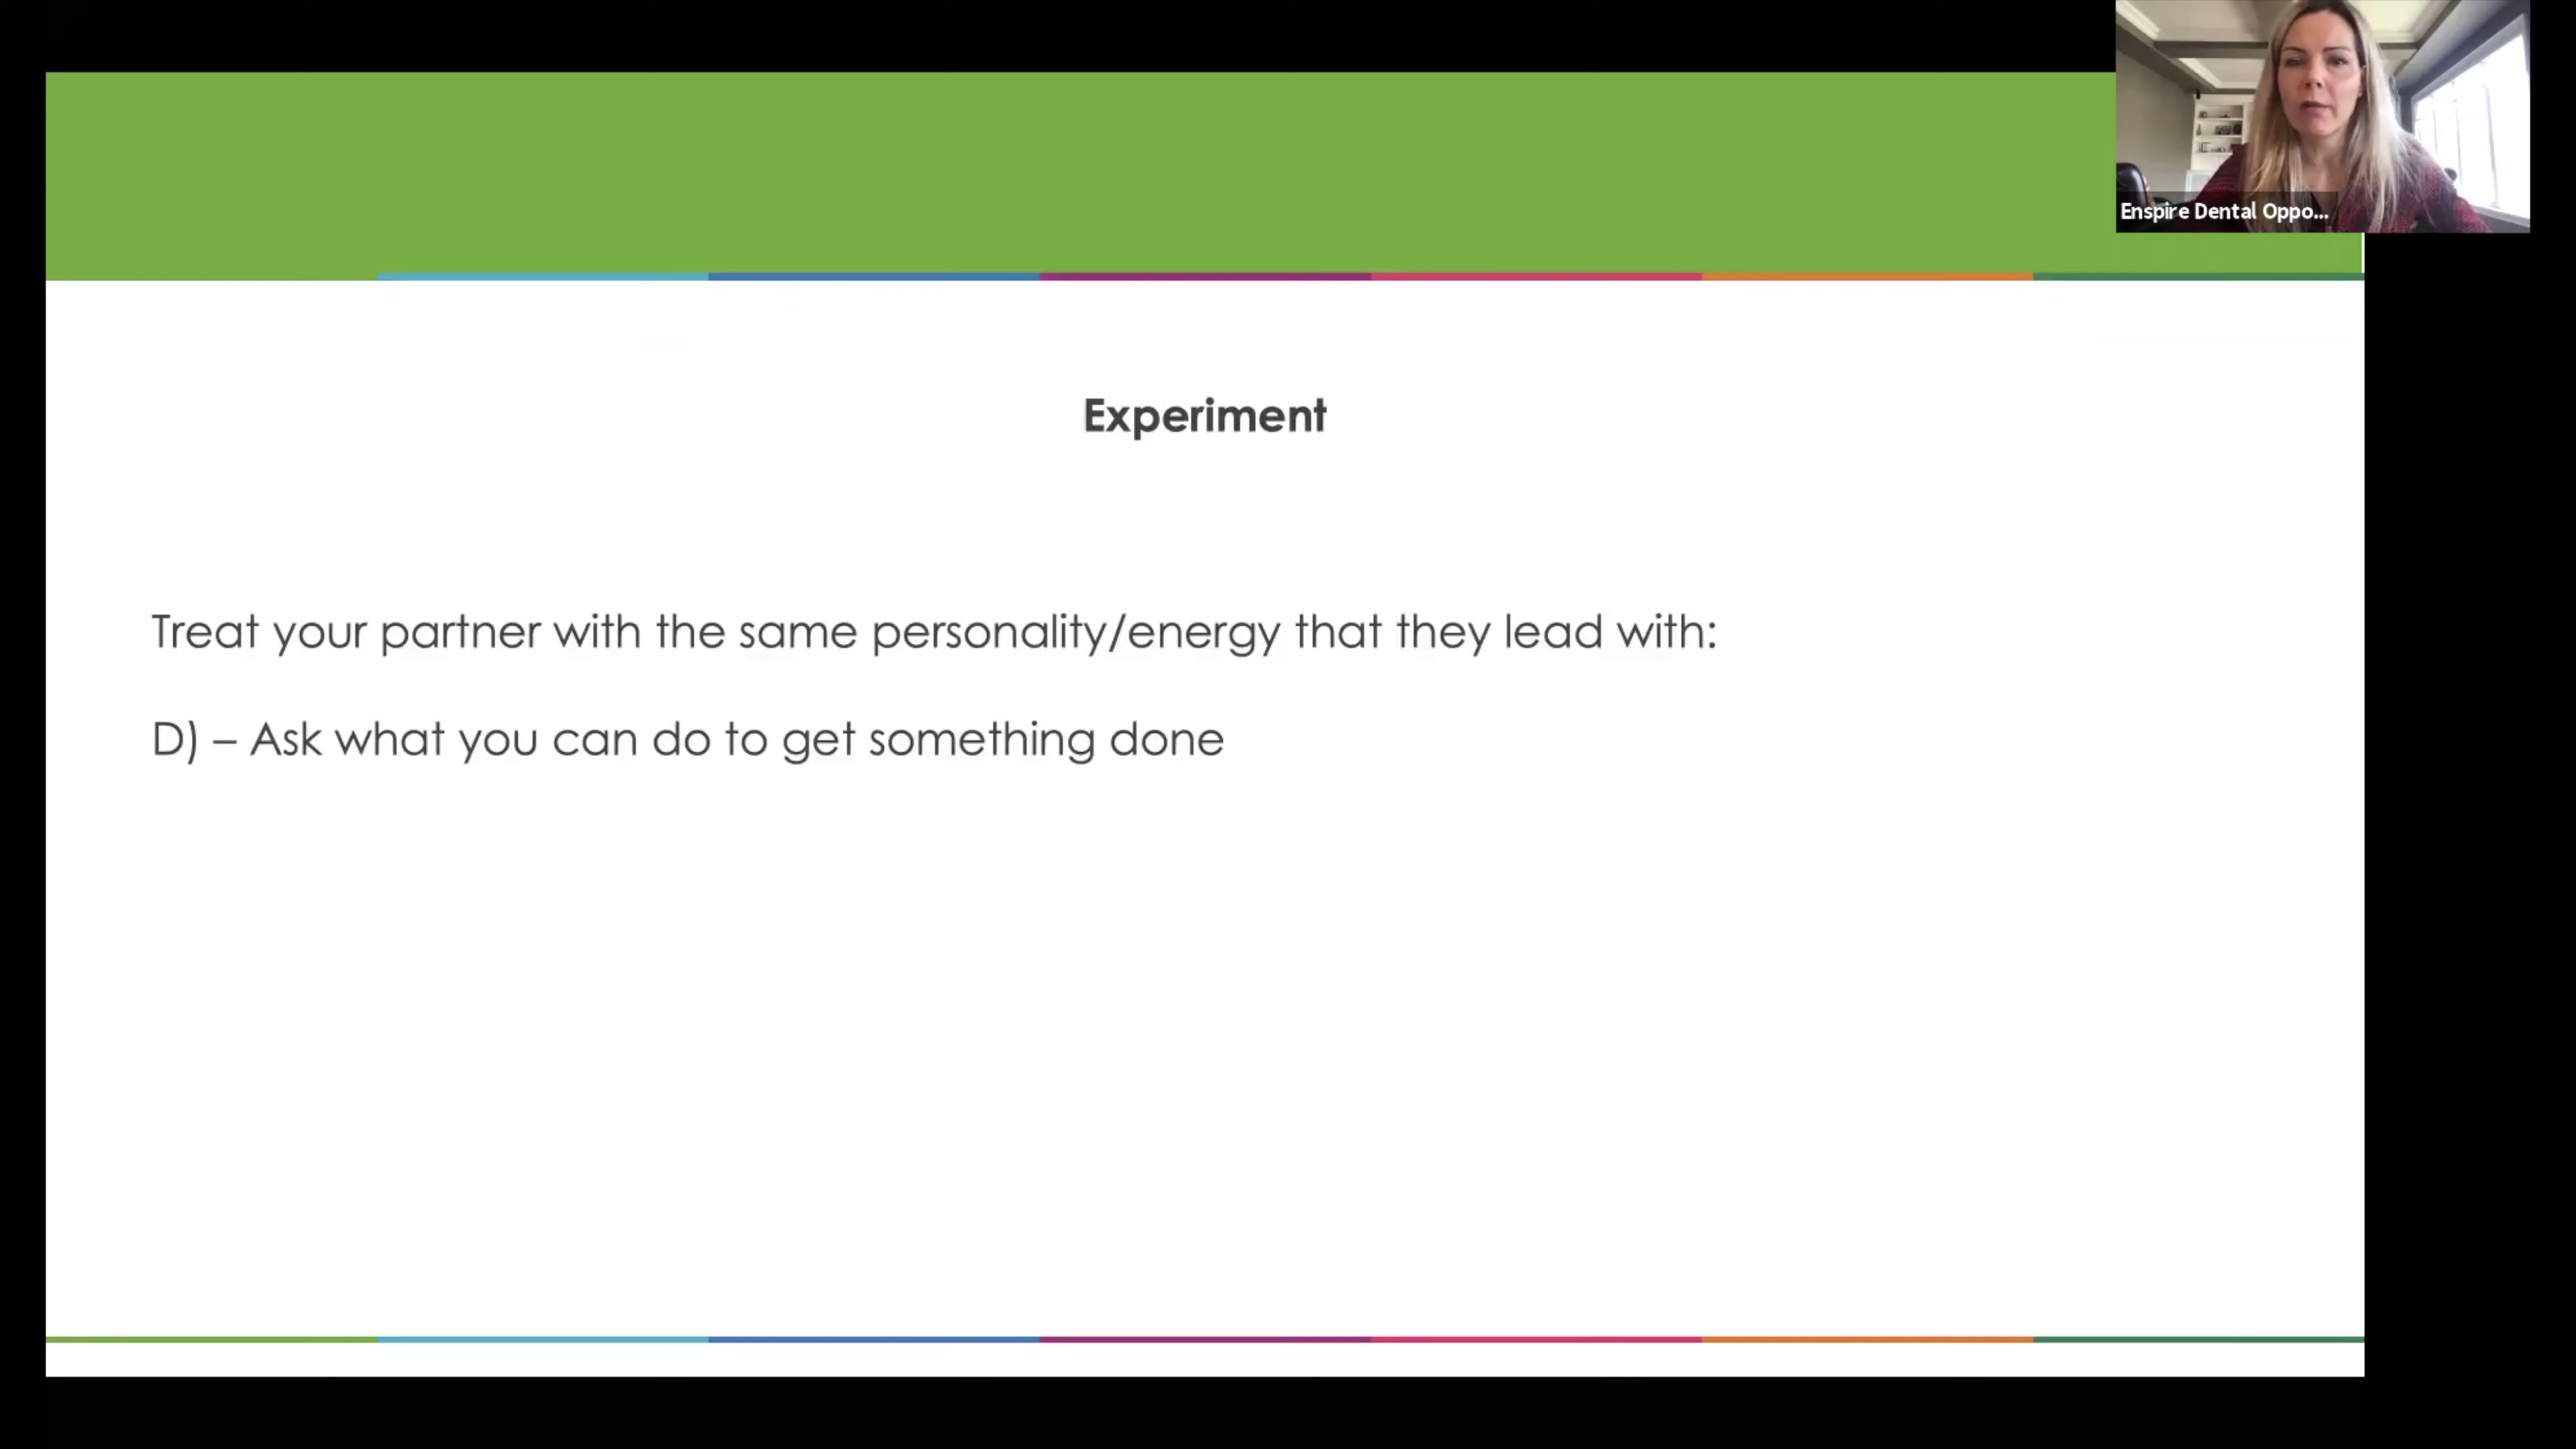 Enspire Dental Oppo...
Experiment
Treat your partner with the same personality/energy that they lead with:
D) – Ask what you can do to get something done